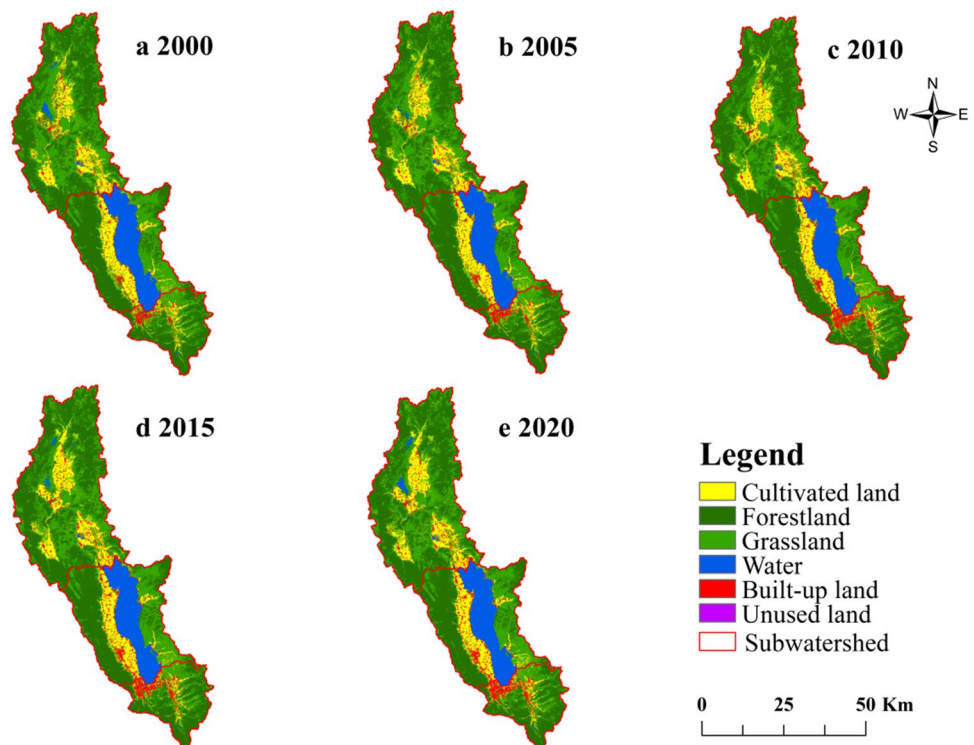 a 2000
b 2005
c 2010
N
W E
S
d 2015
e 2020
Legend
Cultivated land
Forestland
Grassland
Water
Built-up land
Unused land
Subwatershed
0 25 50 Km